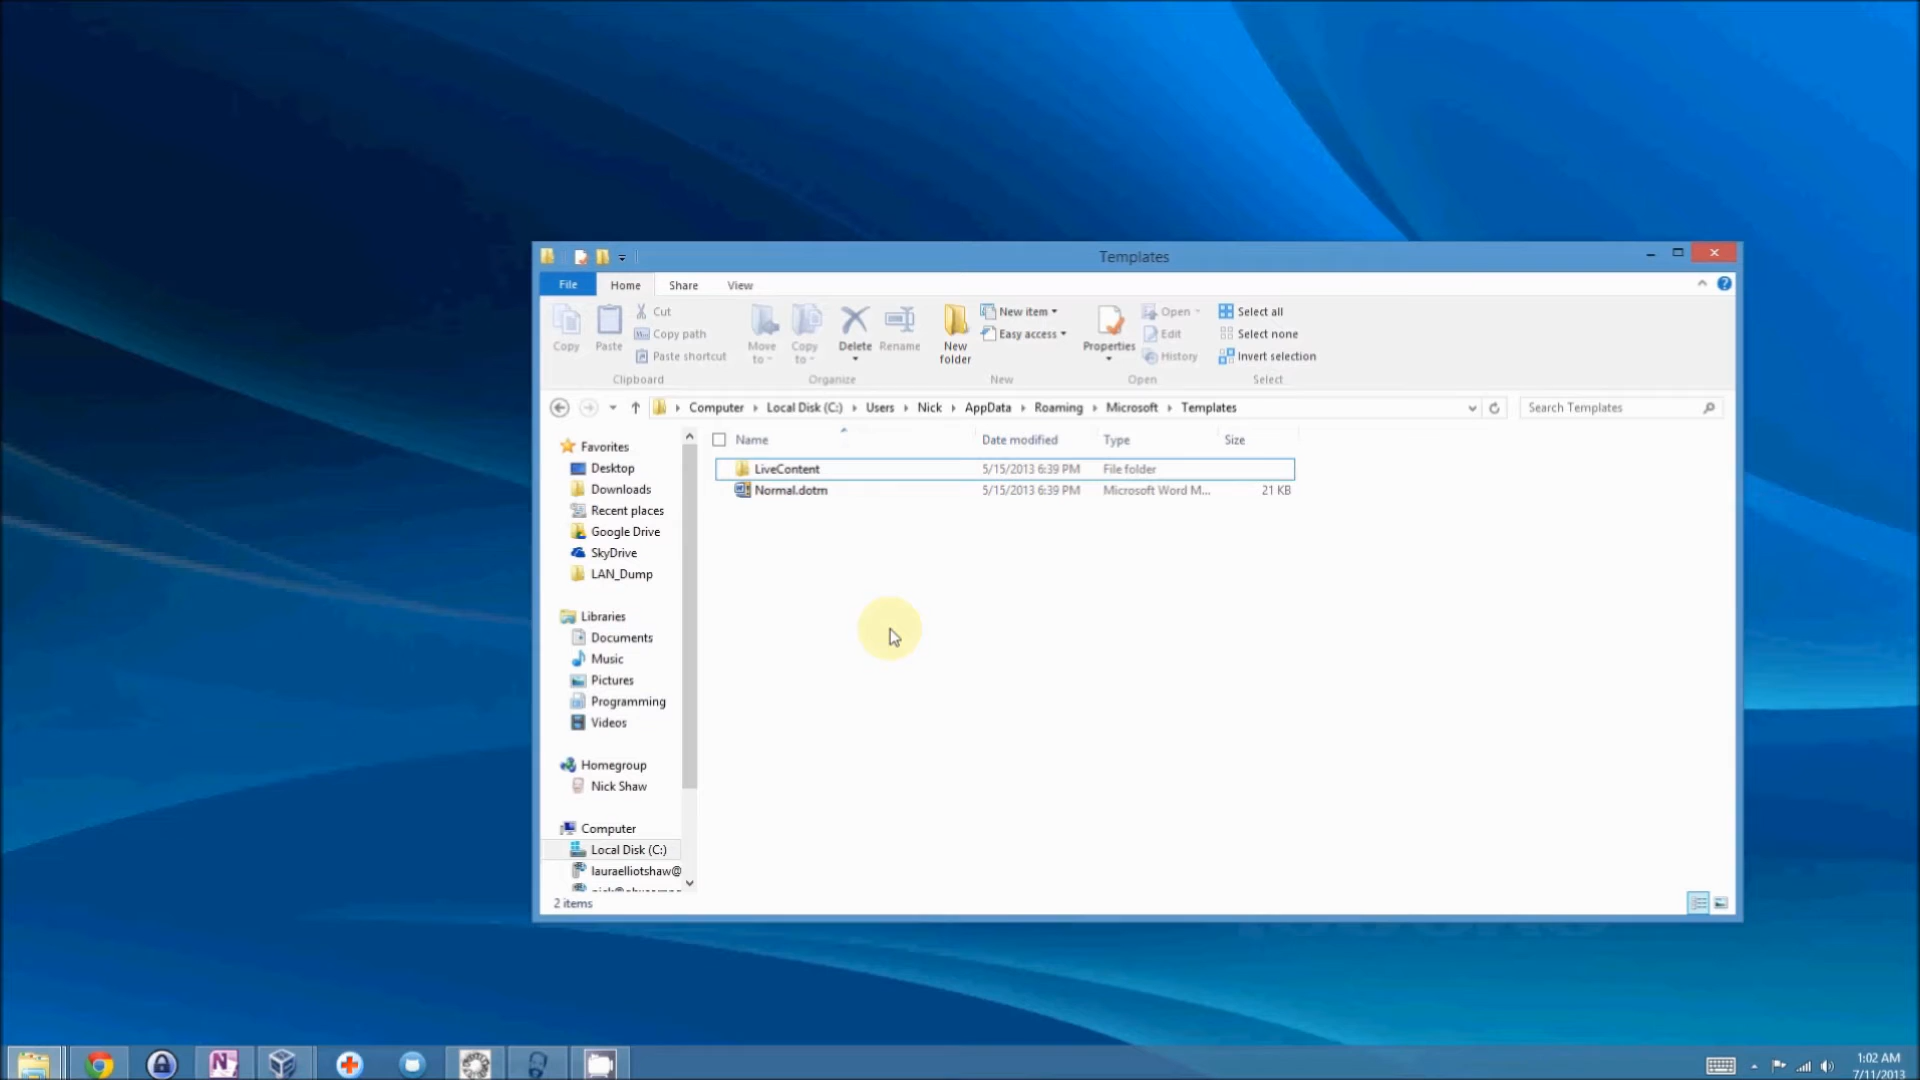 Templates
File Home Share View
Copy Paste Cut Copy path Paste shortcut
Clipboard
Move to Copy to Delete Rename
Organize
New folder New item Easy access
New
Properties Open Edit History
Open
Select all Select none Invert selection
Select
Computer Local Disk (C:) Users Nick AppData Roaming Microsoft Templates
Search Templates
Name Date modified Type Size
LiveContent 5/15/2013 6:39 PM File folder
Normal.dotm 5/15/2013 6:39 PM Microsoft Word M... 21 KB
Favorites
Desktop
Downloads
Recent places
Google Drive
SkyDrive
LAN_Dump
Libraries
Documents
Music
Pictures
Programming
Videos
Homegroup
Nick Shaw
Computer
Local Disk (C:)
lauraelliotshaw@
2 items
1:02 AM
7/11/2013